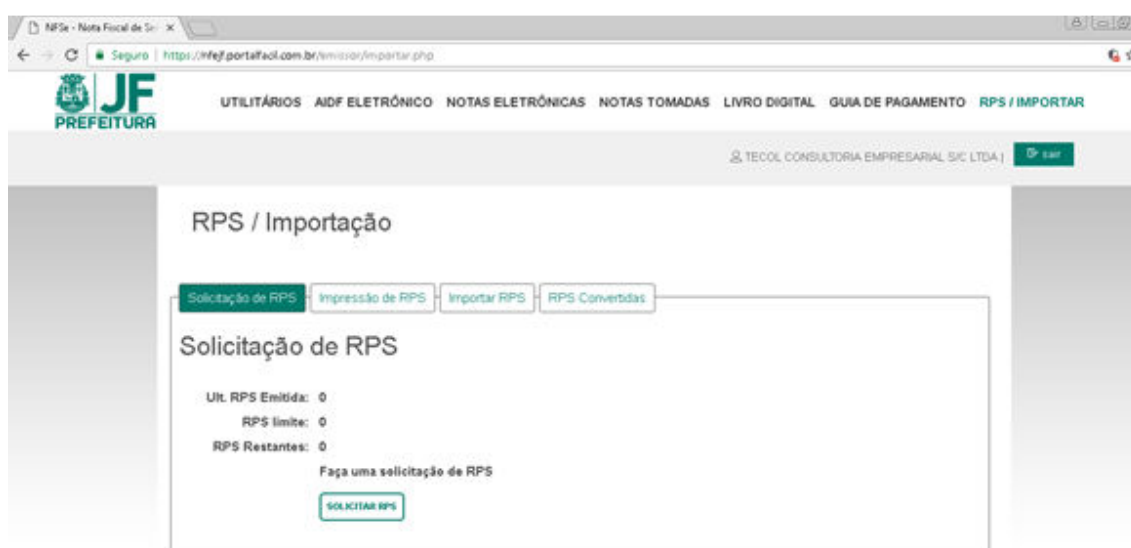 NFSe - Nota Fiscal de Se
Seguro | https://nfejf.portalfacil.com.br/emissor/importar.php
JF
PREFEITURA
UTILITÁRIOS AIDF ELETRÔNICO NOTAS ELETRÔNICAS NOTAS TOMADAS LIVRO DIGITAL GUIA DE PAGAMENTO RPS / IMPORTAR
TECOL CONSULTORIA EMPRESARIAL S/C LTDA | sair
RPS / Importação
Solicitação de RPS Impressão de RPS Importar RPS RPS Convertidas
Solicitação de RPS
Ult. RPS Emitida: 0
RPS limite: 0
RPS Restantes: 0
Faça uma solicitação de RPS
SOLICITAR RPS